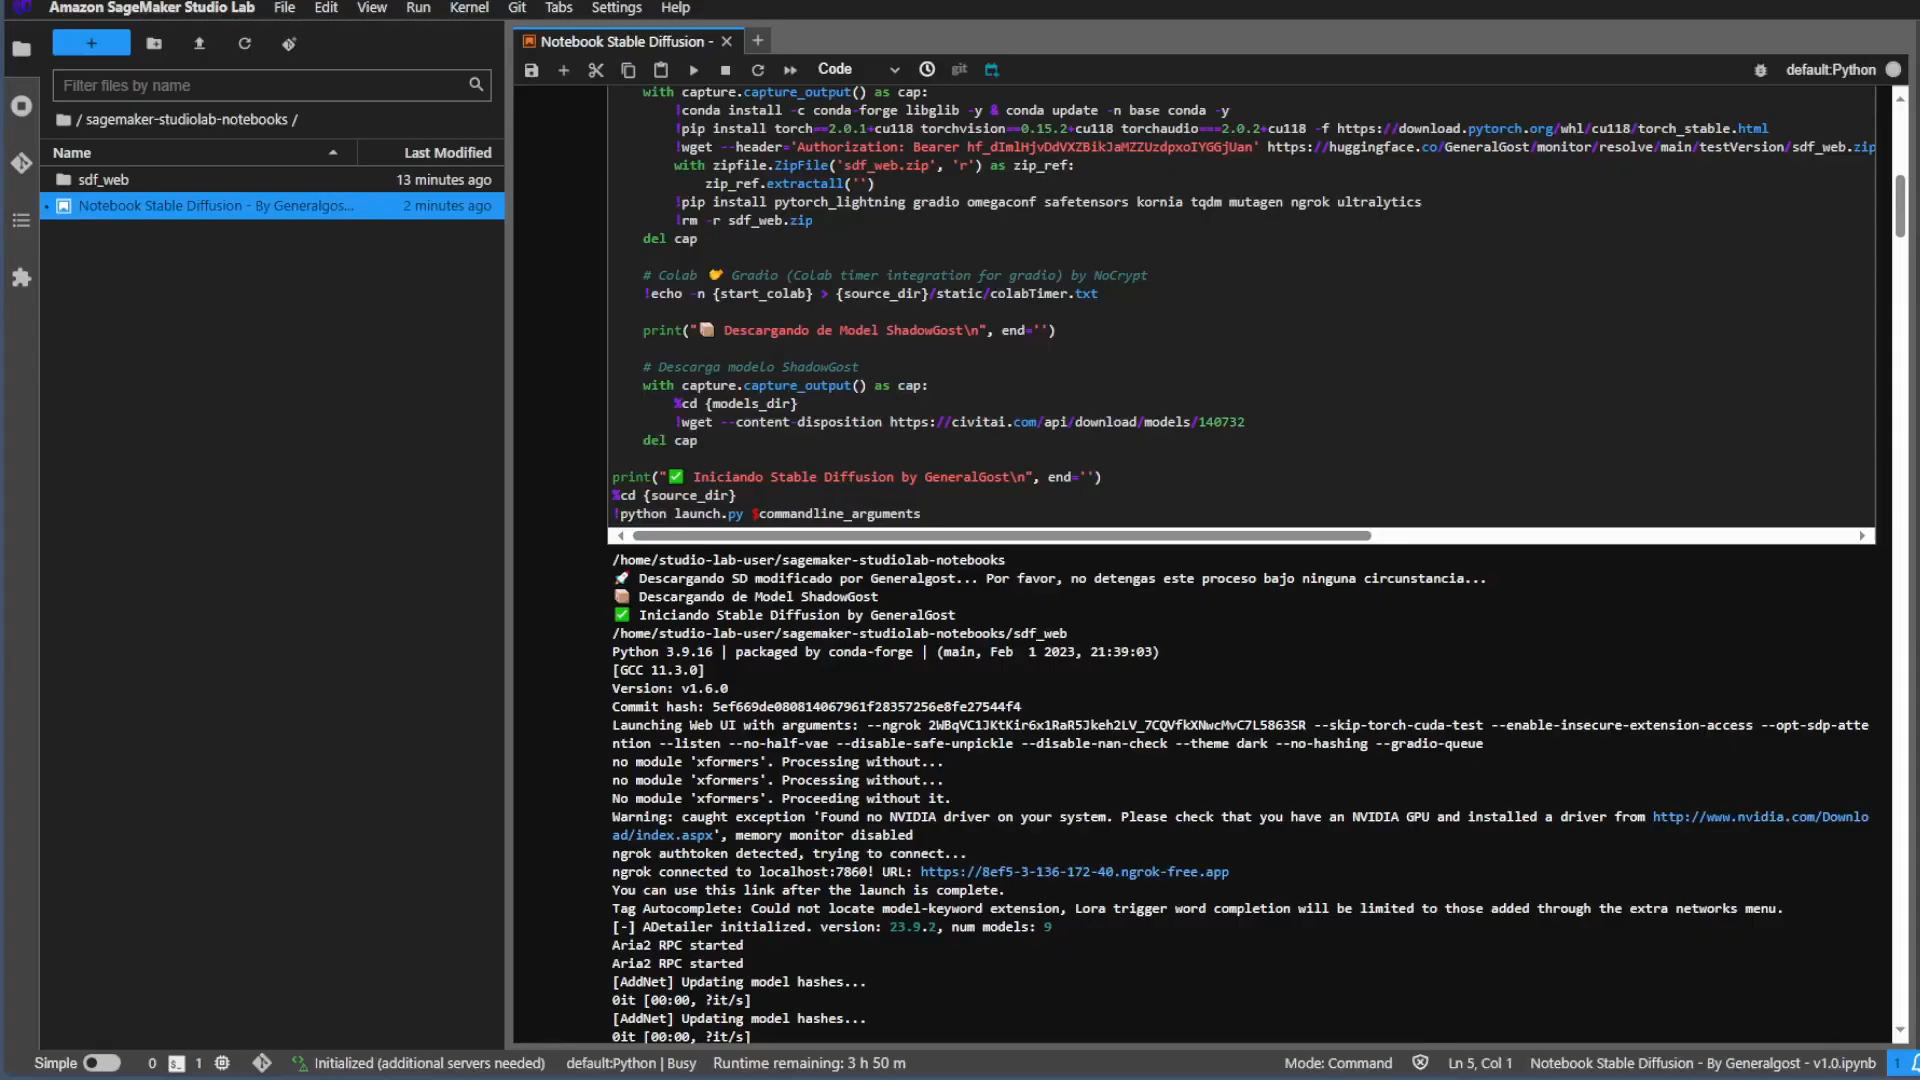 Amazon SageMaker Studio Lab File Edit View Run Kernel Git Tabs Settings Help
Notebook Stable Diffusion -
Filter files by name
/ sagemaker-studiolab-notebooks /
Name Last Modified
sdf_web 13 minutes ago
Notebook Stable Diffusion - By Generalgos... 2 minutes ago
Code git default:Python
with capture.capture_output() as cap:
!conda install -c conda-forge libglib -y & conda update -n base conda -y
!pip install torch==2.0.1+cu118 torchvision==0.15.2+cu118 torchaudio===2.0.2+cu118 -f https://download.pytorch.org/whl/cu118/torch_stable.html
!wget --header='Authorization: Bearer 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' https://huggingface.co/GeneralGost/monitor/resolve/main/testVersion/sdf_web.zip
with zipfile.ZipFile('sdf_web.zip', 'r') as zip_ref:
zip_ref.extractall('')
!pip install pytorch_lightning gradio omegaconf safetensors kornia tqdm mutagen ngrok ultralytics
!rm -r sdf_web.zip
del cap
# Colab 🤝 Gradio (Colab timer integration for gradio) by NoCrypt
!echo -n {start_colab} > {source_dir}/static/colabTimer.txt
print("📦 Descargando de Model ShadowGost\n", end='')
# Descarga modelo ShadowGost
with capture.capture_output() as cap:
%cd {models_dir}
!wget --content-disposition https://civitai.com/api/download/models/140732
del cap
print("✅ Iniciando Stable Diffusion by GeneralGost\n", end='')
%cd {source_dir}
!python launch.py $commandline_arguments
/home/studio-lab-user/sagemaker-studiolab-notebooks
🚀 Descargando SD modificado por Generalgost... Por favor, no detengas este proceso bajo ninguna circunstancia...
📦 Descargando de Model ShadowGost
✅ Iniciando Stable Diffusion by GeneralGost
/home/studio-lab-user/sagemaker-studiolab-notebooks/sdf_web
Python 3.9.16 | packaged by conda-forge | (main, Feb  1 2023, 21:39:03)
[GCC 11.3.0]
Version: v1.6.0
Commit hash: 5ef669de080814067961f28357256e8fe27544f4
Launching Web UI with arguments: --ngrok 2WBqVC1JKtKir6x1RaR5Jkeh2LV_7CQVfkXNwcMvC7L5863SR --skip-torch-cuda-test --enable-insecure-extension-access --opt-sdp-atte
ntion --listen --no-half-vae --disable-safe-unpickle --disable-nan-check --theme dark --no-hashing --gradio-queue
no module 'xformers'. Processing without...
no module 'xformers'. Processing without...
No module 'xformers'. Proceeding without it.
Warning: caught exception 'Found no NVIDIA driver on your system. Please check that you have an NVIDIA GPU and installed a driver from http://www.nvidia.com/Downlo
ad/index.aspx', memory monitor disabled
ngrok authtoken detected, trying to connect...
ngrok connected to localhost:7860! URL: https://8ef5-3-136-172-40.ngrok-free.app
You can use this link after the launch is complete.
Tag Autocomplete: Could not locate model-keyword extension, Lora trigger word completion will be limited to those added through the extra networks menu.
[-] ADetailer initialized. version: 23.9.2, num models: 9
Aria2 RPC started
Aria2 RPC started
[AddNet] Updating model hashes...
0it [00:00, ?it/s]
[AddNet] Updating model hashes...
0it [00:00, ?it/s]
Simple 0 1 Initialized (additional servers needed) default:Python | Busy Runtime remaining: 3 h 50 m Mode: Command Ln 5, Col 1 Notebook Stable Diffusion - By Generalgost - v1.0.ipynb 1